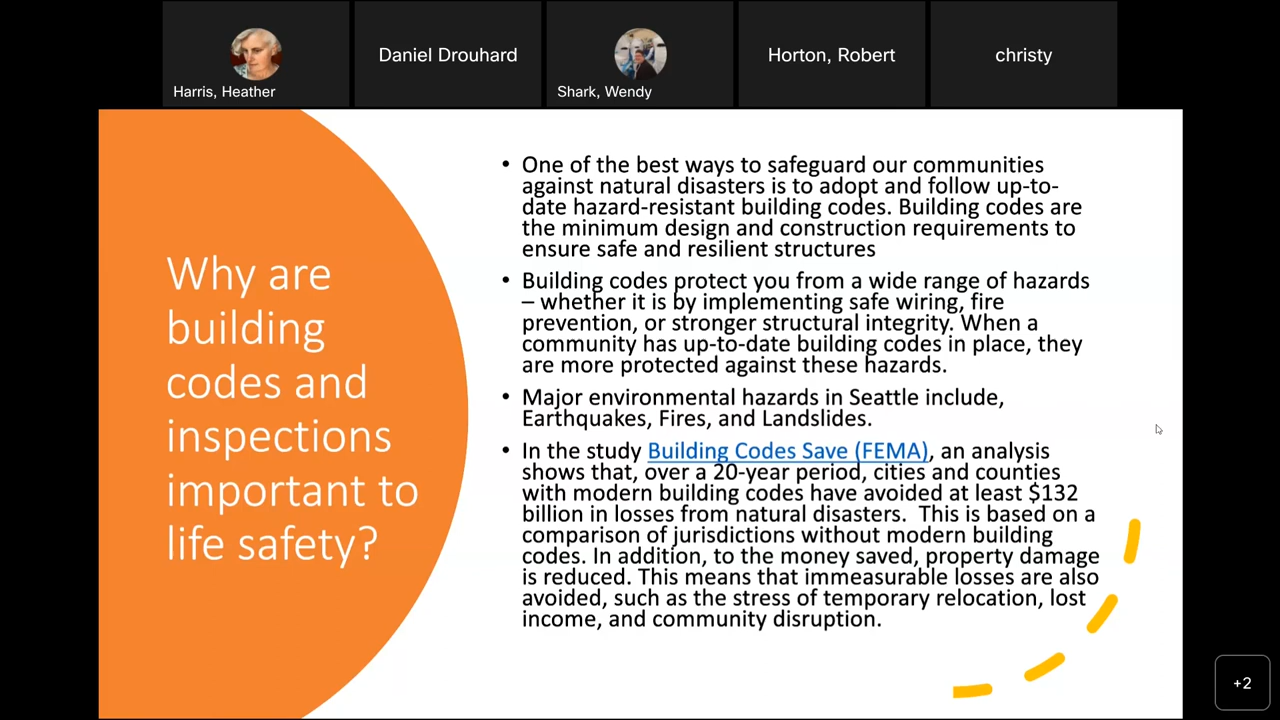 Daniel Drouhard
Horton, Robert
christy
Harris, Heather
Shark, Wendy
Why are
building
codes and
inspections
important to
life safety?
• One of the best ways to safeguard our communities
against natural disasters is to adopt and follow up-to-
date hazard-resistant building codes. Building codes are
the minimum design and construction requirements to
ensure safe and resilient structures
• Building codes protect you from a wide range of hazards
– whether it is by implementing safe wiring, fire
prevention, or stronger structural integrity. When a
community has up-to-date building codes in place, they
are more protected against these hazards.
• Major environmental hazards in Seattle include,
Earthquakes, Fires, and Landslides.
• In the study Building Codes Save (FEMA), an analysis
shows that, over a 20-year period, cities and counties
with modern building codes have avoided at least $132
billion in losses from natural disasters.  This is based on a
comparison of jurisdictions without modern building
codes. In addition, to the money saved, property damage
is reduced. This means that immeasurable losses are also
avoided, such as the stress of temporary relocation, lost
income, and community disruption.
+2